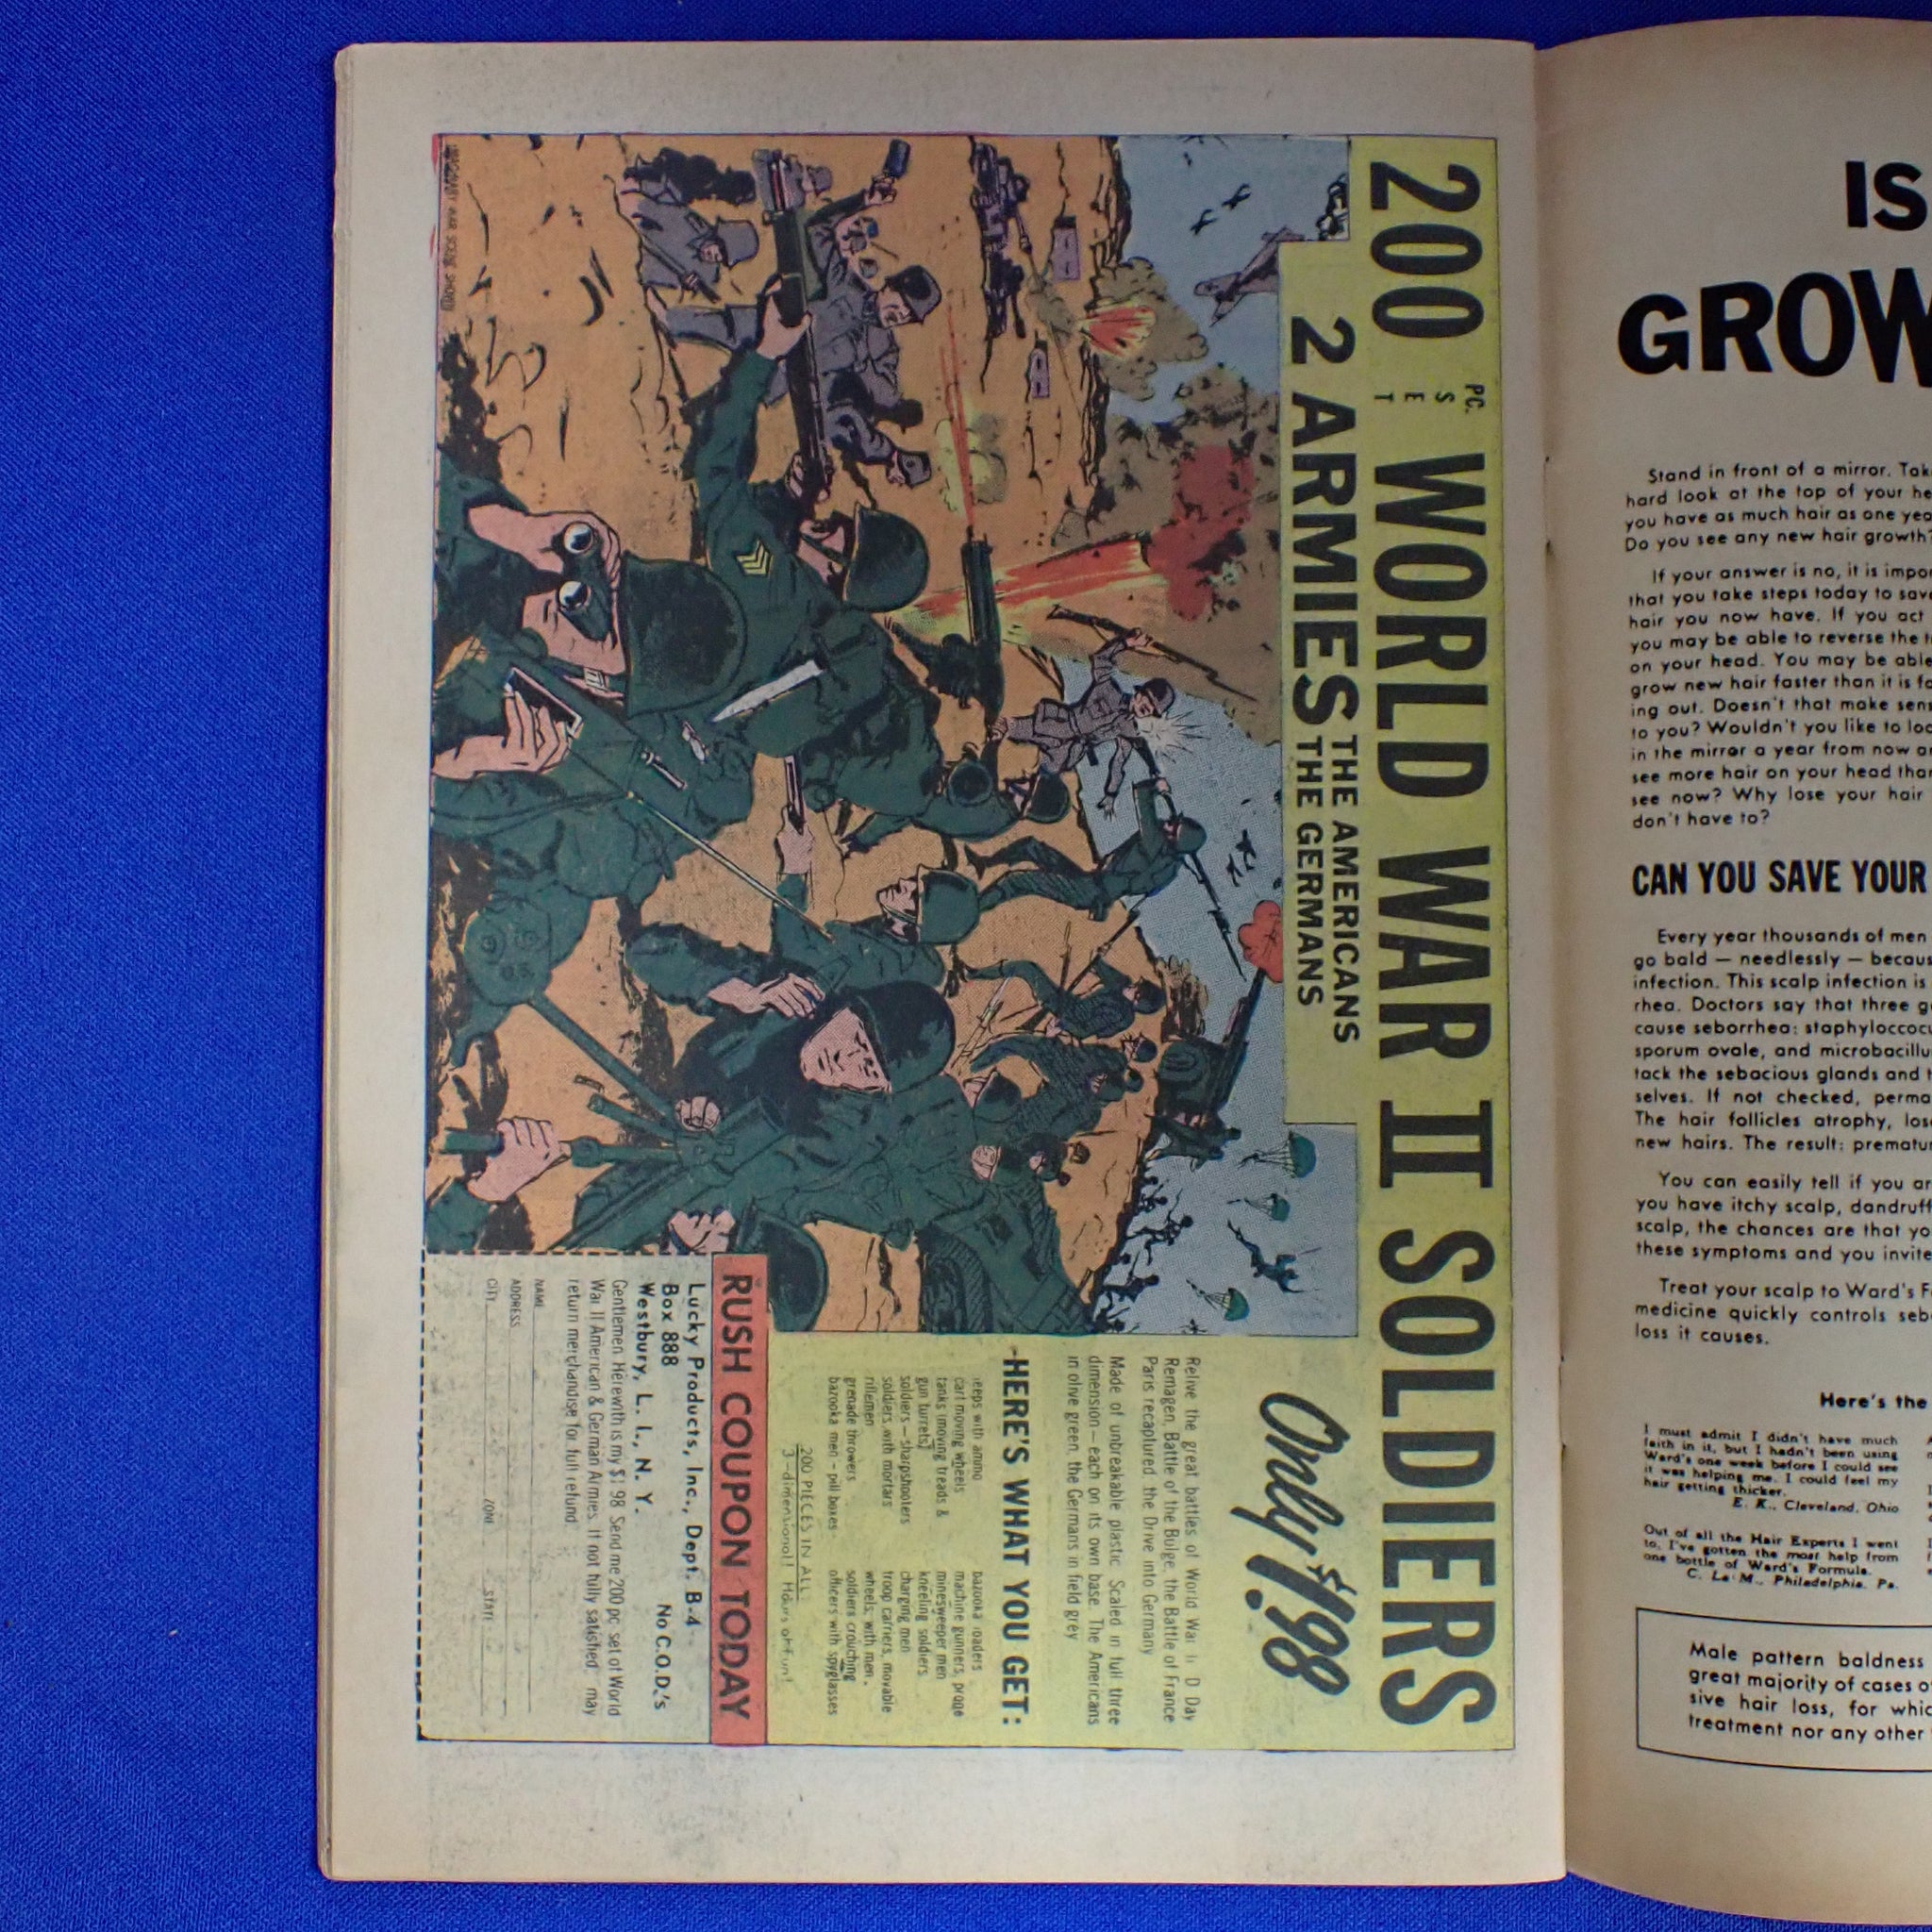 200 PC. SET WORLD WAR II SOLDIERS
2 ARMIES THE AMERICANS
THE GERMANS
Only $1.98
Relive the great battles of World War II D Day
Remagen, Battle of the Bulge, the Battle of France
Paris recaptured, the Drive into Germany
Made of unbreakable plastic Scaled in full three
dimension — each on its own base. The Americans
in olive green, the Germans in field grey
HERE'S WHAT YOU GET:
jeeps with ammo
cart moving wheels
tanks (moving treads &
gun turrets)
soldiers — sharpshooters
soldiers with mortars
riflemen
grenade throwers
bazooka men – pill boxes
bazooka loaders
machine gunners, prone
minesweeper men
kneeling soldiers
charging men
troop carriers, movable
wheels, with men
soldiers crouching
officers with spyglasses
200 PIECES IN ALL
3-dimensional! Hours of Fun!
RUSH COUPON TODAY
Lucky Products, Inc., Dept. B-4
Box 888
Westbury, L. I., N. Y. No C.O.D.'s
Gentlemen Herewith is my $1 98 Send me 200 pc set of World
War II American & German Armies. If not fully satisfied, may
return merchandise for full refund
NAME
ADDRESS
CITY ZONE STATE
IMAGINARY WAR SCENE SHOWN
IS
GROW
Stand in front of a mirror. Tak
hard look at the top of your he
you have as much hair as one yea
Do you see any new hair growth?
If your answer is no, it is impor
that you take steps today to save
hair you now have. If you act
you may be able to reverse the t
on your head. You may be able
grow new hair faster than it is fa
ing out. Doesn't that make sens
to you? Wouldn't you like to loo
in the mirror a year from now a
see more hair on your head than
see now? Why lose your hair
don't have to?
CAN YOU SAVE YOUR
Every year thousands of men
go bald — needlessly — becaus
infection. This scalp infection is
rhea. Doctors say that three g
cause seborrhea: staphyloccocu
sporum ovale, and microbacillu
tack the sebacious glands and t
selves. If not checked, perma
The hair follicles atrophy, los
new hairs. The result: prematur
You can easily tell if you ar
you have itchy scalp, dandruff
scalp, the chances are that yo
these symptoms and you invite
Treat your scalp to Ward's F
medicine quickly controls seb
loss it causes.
Here's the
I must admit I didn't have much
faith in it, but I hadn't been using
Ward's one week before I could see
it was helping me. I could feel my
hair getting thicker.
E. K., Cleveland, Ohio
Out of all the Hair Experts I went
to, I've gotten the most help from
one bottle of Ward's Formula.
C. La M., Philadelphia, Pa.
Male pattern baldness
great majority of cases of
sive hair loss, for whic
treatment nor any other